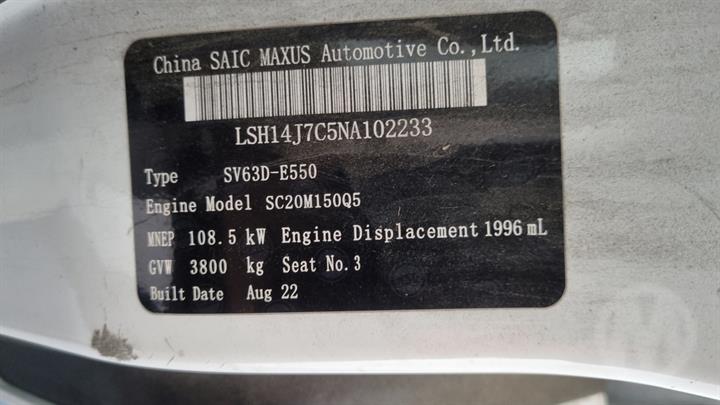 China SAIC MAXUS Automotive Co.,Ltd.
LSH14J7C5NA102233
Type SV63D-E550
Engine Model SC20M150Q5
MNEP 108.5 kW Engine Displacement 1996 mL
GVW 3800 kg Seat No. 3
Built Date Aug 22